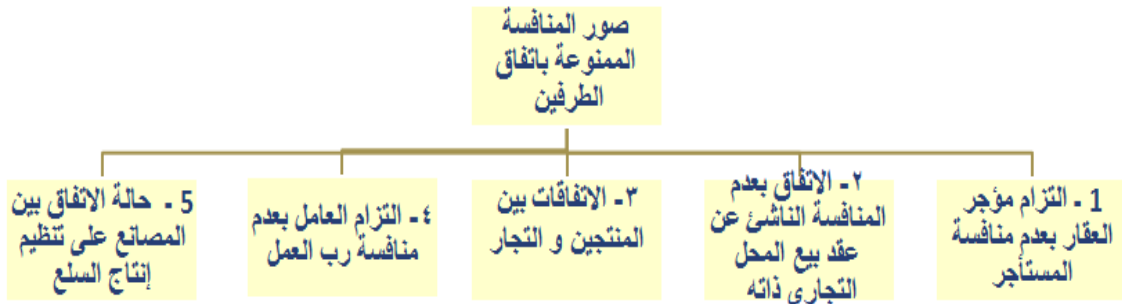 صور المنافسة
الممنوعة باتفاق
الطرفين
1 - التزام مؤجر
العقار بعدم منافسة
المستأجر
٢ - الاتفاق بعدم
المنافسة الناشئ عن
عقد بيع المحل
التجاري ذاته
٣- الاتفاقات بين
المنتجين و التجار
٤- التزام العامل بعدم
منافسة رب العمل
5 - حالة الاتفاق بين
المصانع على تنظيم
إنتاج السلع